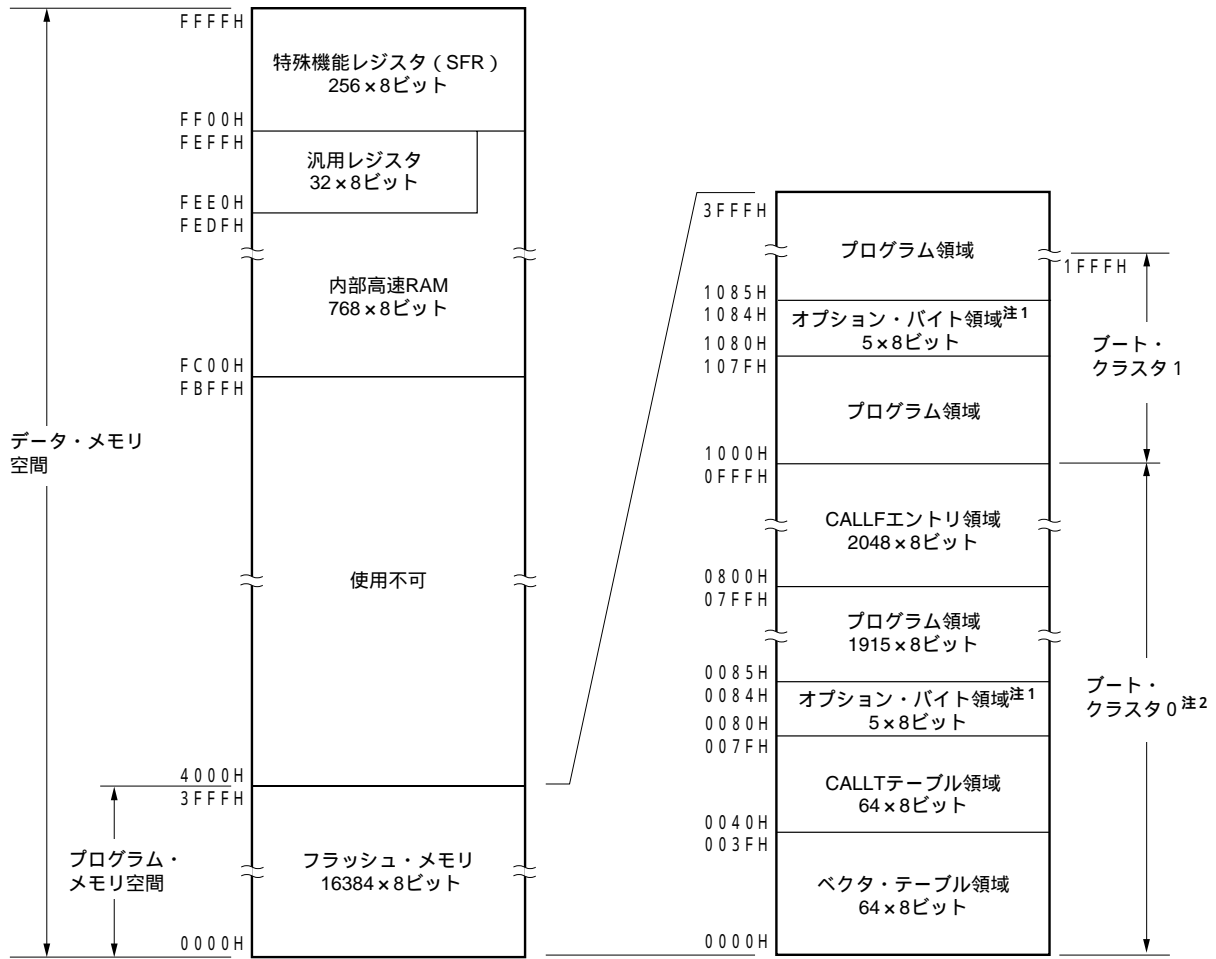 FFFFH
特殊機能レジスタ(SFR)
256×8ビット
FF00H
FEFFH
汎用レジスタ
32×8ビット
FEE0H
FEDFH
内部高速RAM
768×8ビット
FC00H
FBFFH
データ・メモリ
空間
使用不可
4000H
3FFFH
プログラム・
メモリ空間
フラッシュ・メモリ
16384×8ビット
0000H
3FFFH
プログラム領域
1FFFH
1085H
1084H
オプション・バイト領域注1
5×8ビット
1080H
107FH
ブート・
クラスタ1
プログラム領域
1000H
0FFFH
CALLFエントリ領域
2048×8ビット
0800H
07FFH
プログラム領域
1915×8ビット
0085H
0084H
オプション・バイト領域注1
5×8ビット
0080H
007FH
ブート・
クラスタ0注2
CALLTテーブル領域
64×8ビット
0040H
003FH
ベクタ・テーブル領域
64×8ビット
0000H